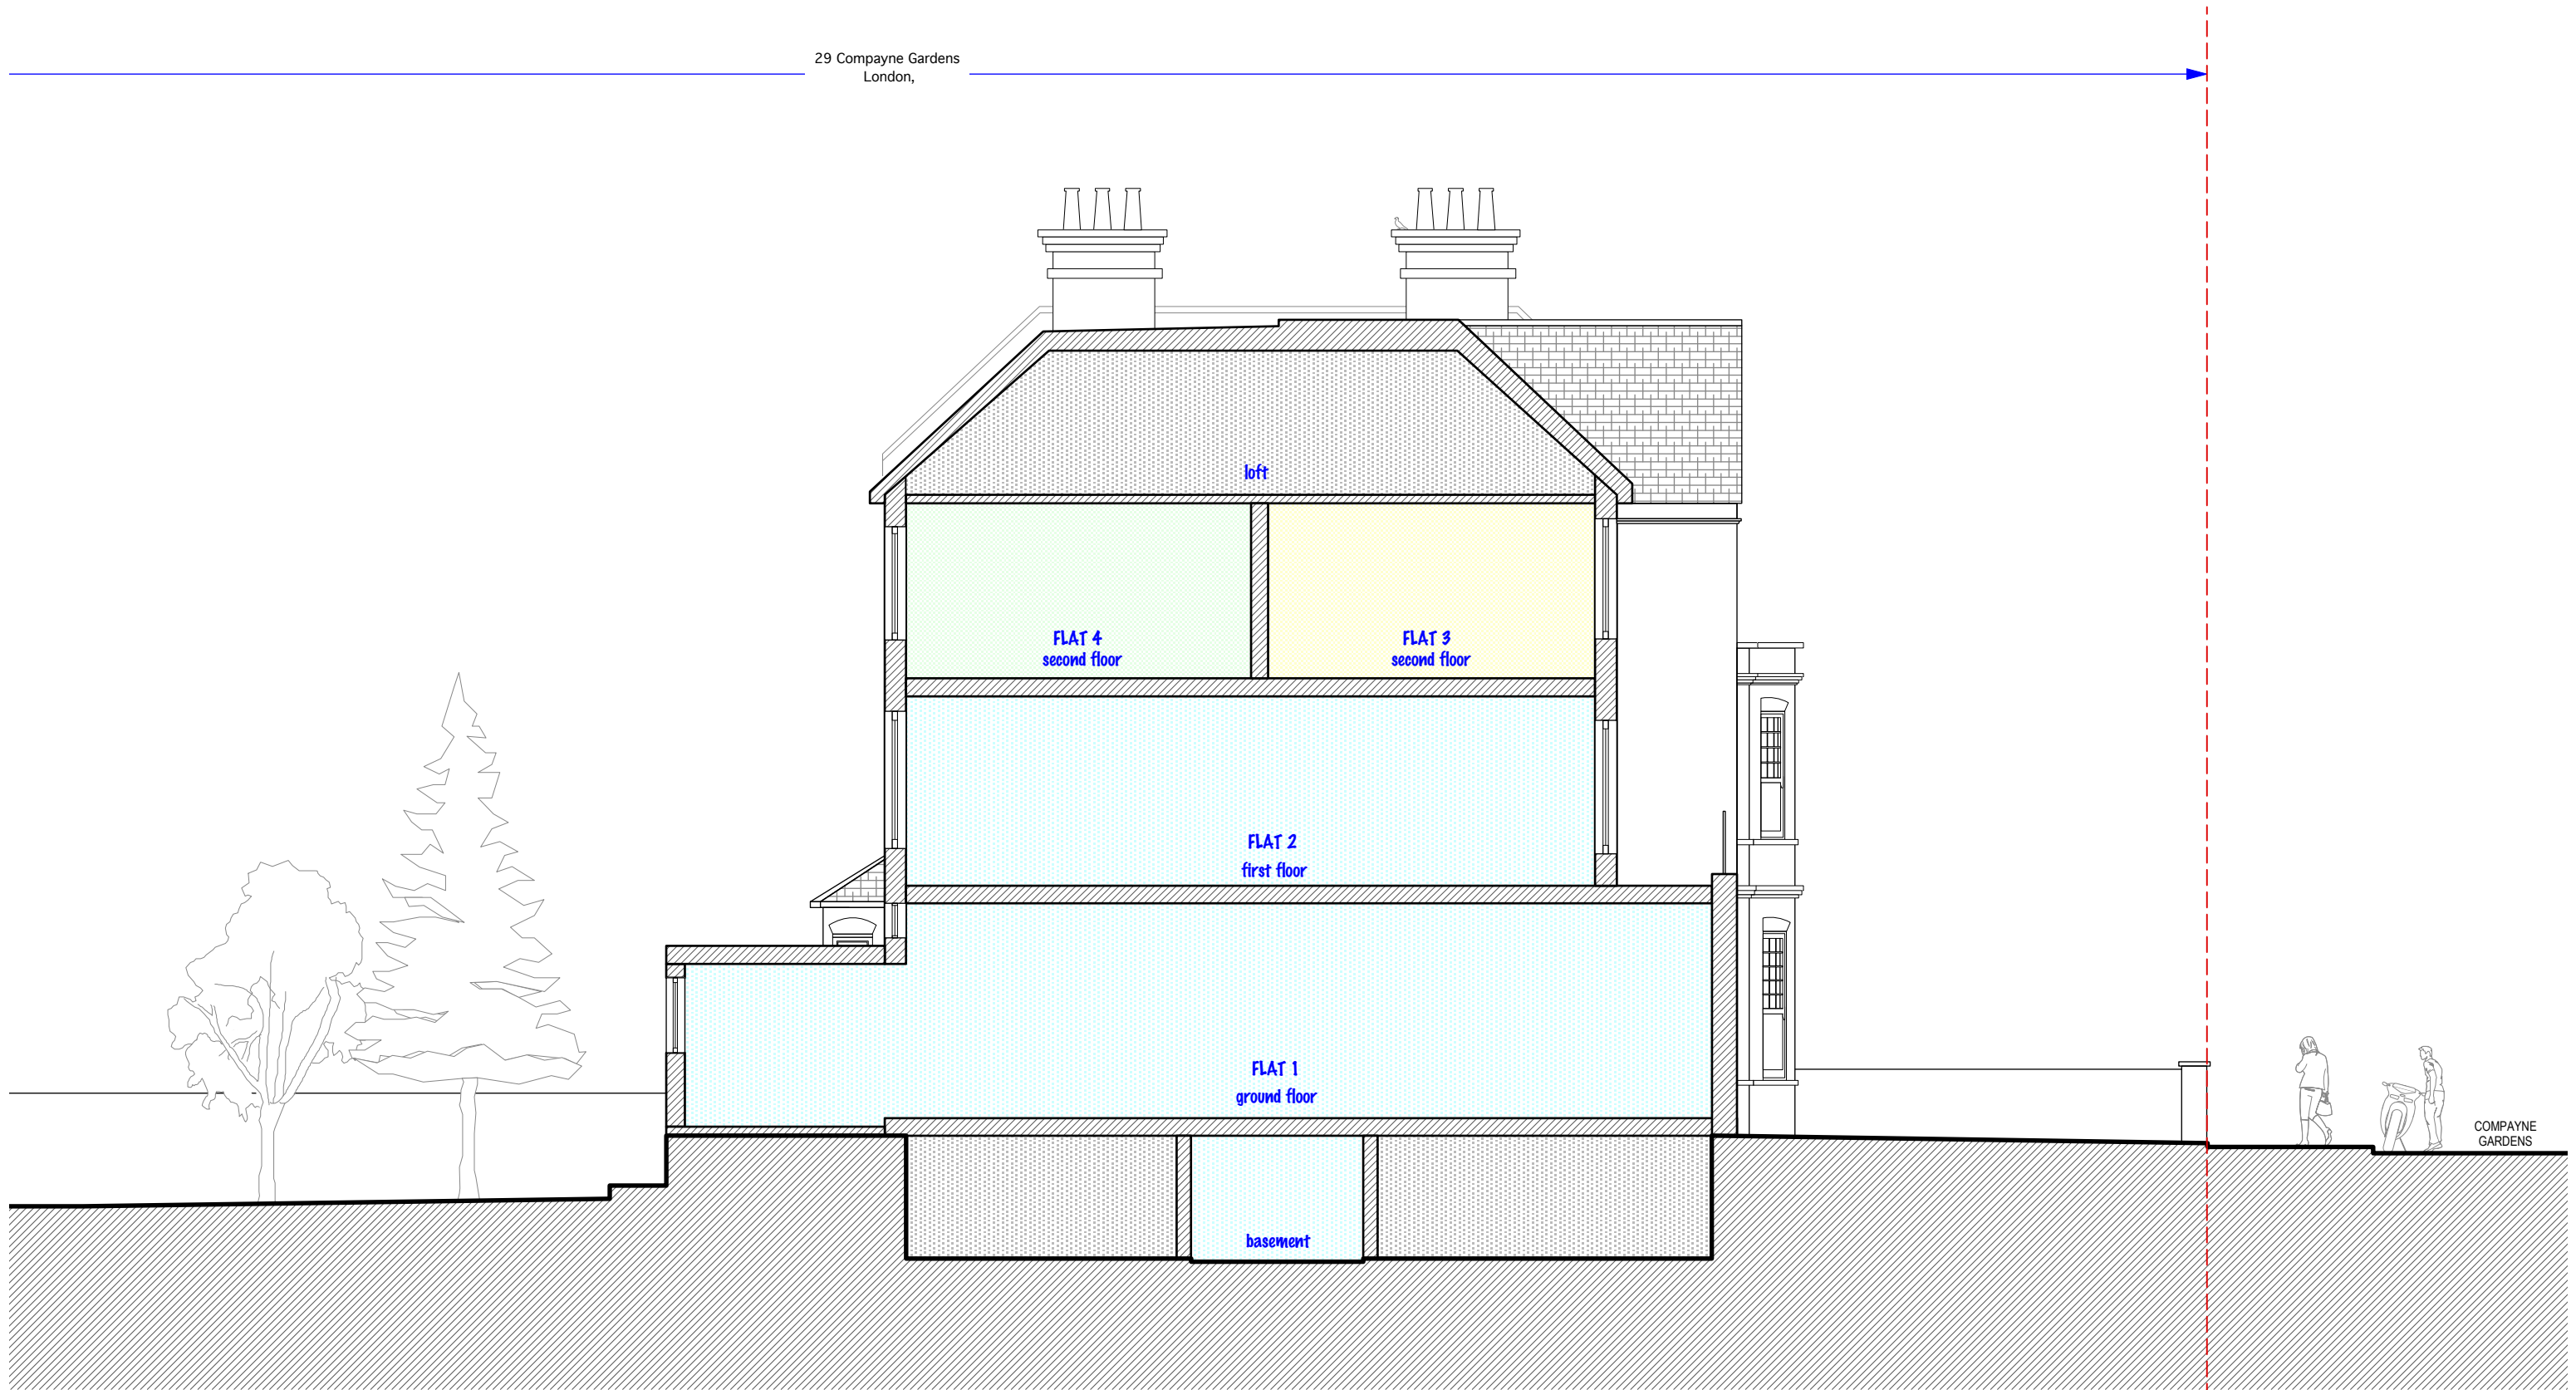 29 Compayne Gardens
London,
loft
FLAT 4
second floor
FLAT 3
second floor
FLAT 2
first floor
FLAT 1
ground floor
basement
COMPAYNE
GARDENS